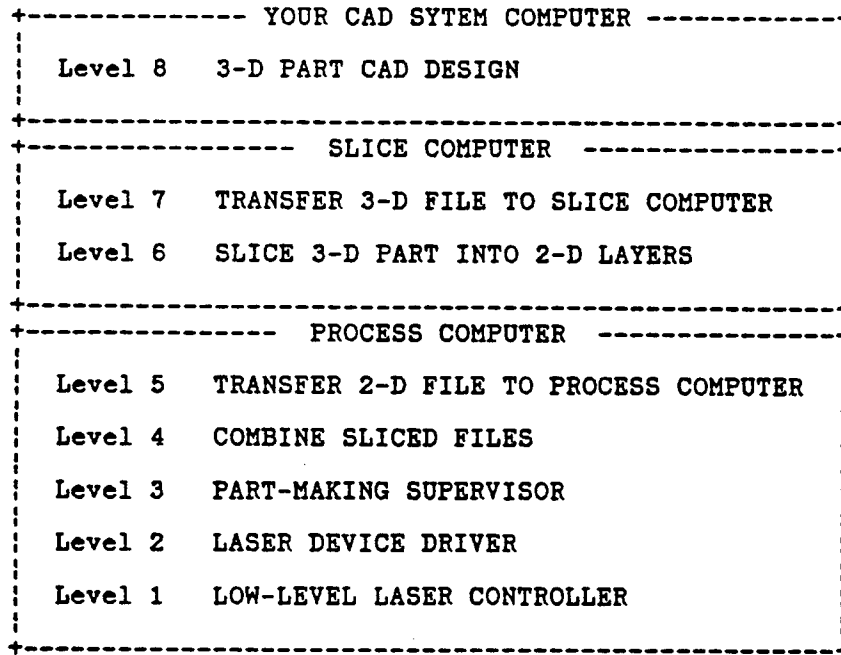 YOUR CAD SYTEM COMPUTER
Level 8 3-D PART CAD DESIGN
SLICE COMPUTER
Level 7 TRANSFER 3-D FILE TO SLICE COMPUTER
Level 6 SLICE 3-D PART INTO 2-D LAYERS
PROCESS COMPUTER
Level 5 TRANSFER 2-D FILE TO PROCESS COMPUTER
Level 4 COMBINE SLICED FILES
Level 3 PART-MAKING SUPERVISOR
Level 2 LASER DEVICE DRIVER
Level 1 LOW-LEVEL LASER CONTROLLER